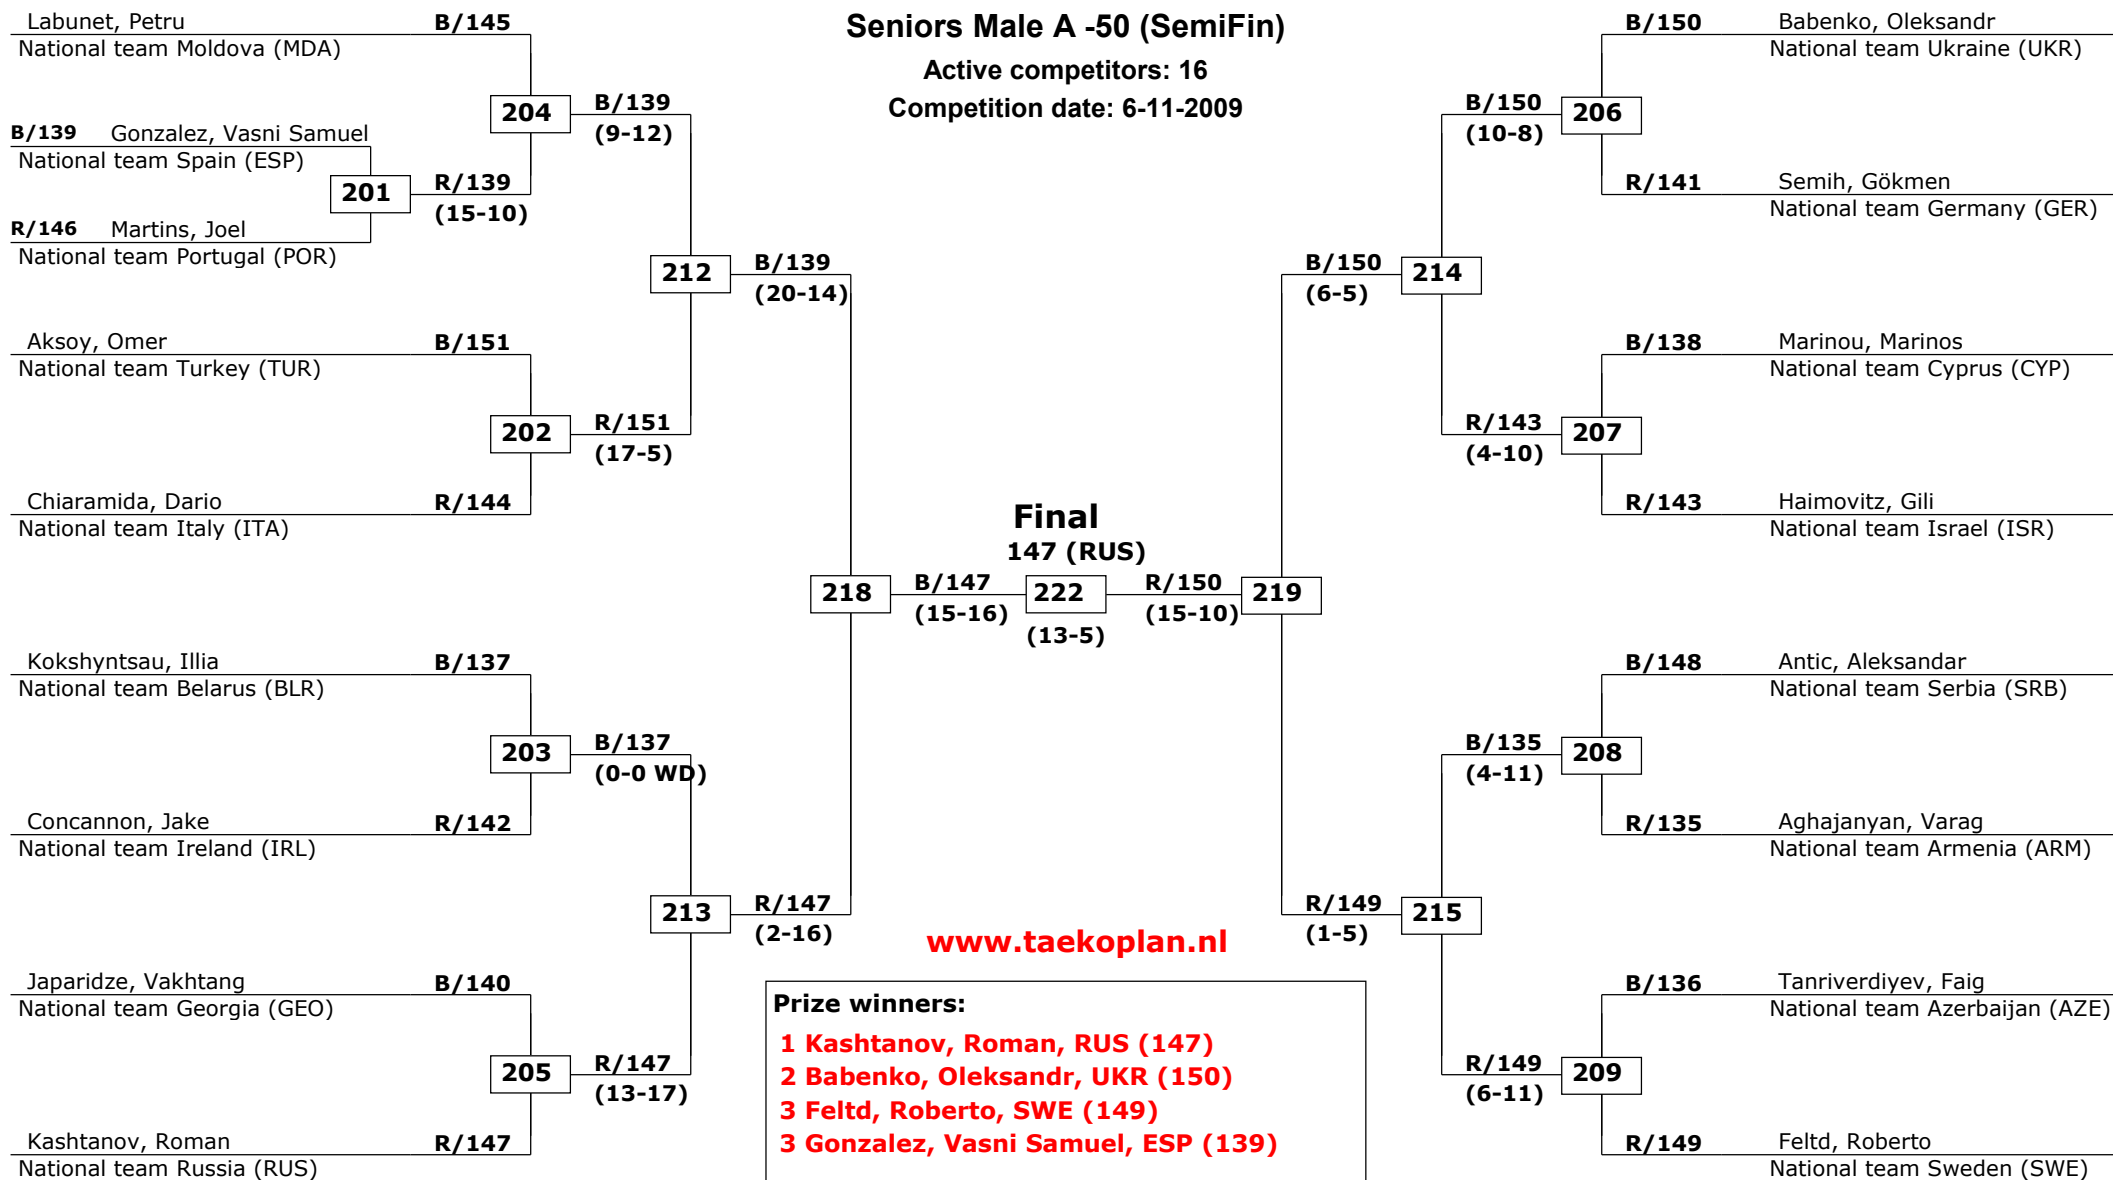 Seniors Male A -50 (SemiFin)
Active competitors: 16
Competition date: 6-11-2009
Labunet, Petru B/145
National team Moldova (MDA)
204 B/139
(9-12)
B/139 Gonzalez, Vasni Samuel
National team Spain (ESP)
201 R/139
(15-10)
R/146 Martins, Joel
National team Portugal (POR)
212 B/139
(20-14)
Aksoy, Omer B/151
National team Turkey (TUR)
202 R/151
(17-5)
Chiaramida, Dario R/144
National team Italy (ITA)
218 B/147
(15-16)
Kokshyntsau, Illia B/137
National team Belarus (BLR)
203 B/137
(0-0 WD)
Concannon, Jake R/142
National team Ireland (IRL)
213 R/147
(2-16)
Japaridze, Vakhtang B/140
National team Georgia (GEO)
205 R/147
(13-17)
Kashtanov, Roman R/147
National team Russia (RUS)
Final
147 (RUS)
222
(13-5)
B/150 Babenko, Oleksandr
National team Ukraine (UKR)
B/150 206
(10-8)
R/141 Semih, Gökmen
National team Germany (GER)
B/150 214
(6-5)
B/138 Marinou, Marinos
National team Cyprus (CYP)
R/143 207
(4-10)
R/143 Haimovitz, Gili
National team Israel (ISR)
R/150 219
(15-10)
B/148 Antic, Aleksandar
National team Serbia (SRB)
B/135 208
(4-11)
R/135 Aghajanyan, Varag
National team Armenia (ARM)
R/149 215
(1-5)
B/136 Tanriverdiyev, Faig
National team Azerbaijan (AZE)
R/149 209
(6-11)
R/149 Feltd, Roberto
National team Sweden (SWE)
www.taekoplan.nl
Prize winners:
1 Kashtanov, Roman, RUS (147)
2 Babenko, Oleksandr, UKR (150)
3 Feltd, Roberto, SWE (149)
3 Gonzalez, Vasni Samuel, ESP (139)